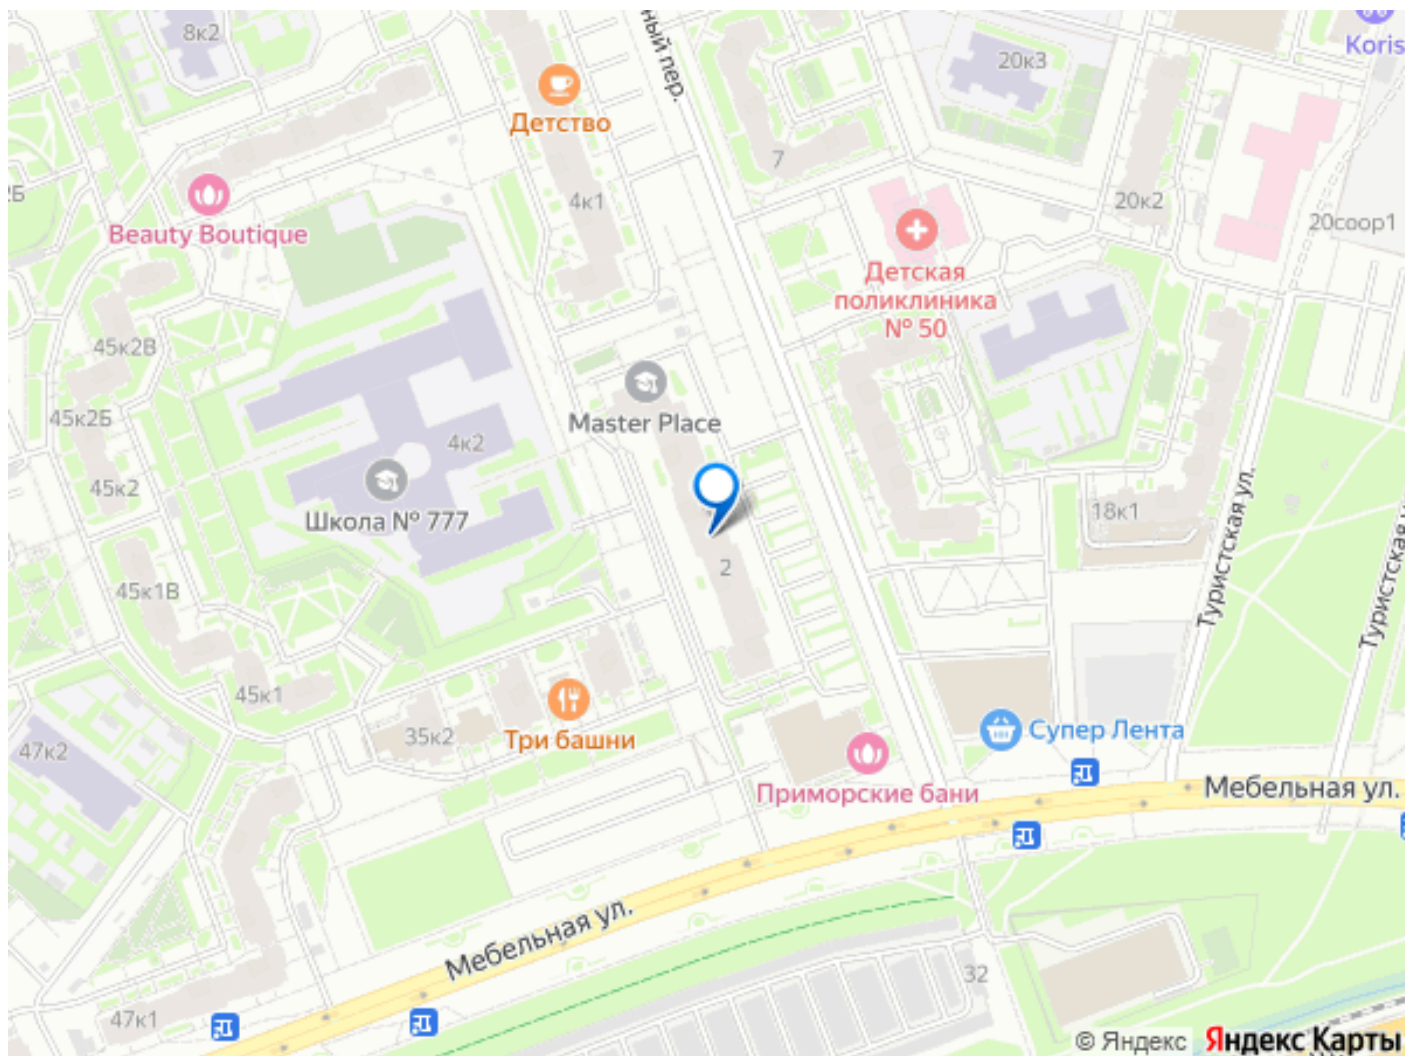 8к2
ный пер.
20к3
Koris
Детство
7
2Б
4к1
20к2
20соор1
Beauty Boutique
Детская
поликлиника
№ 50
45к2В
45к2Б
Master Place
4к2
45к2
Школа № 777
18к1
Туристская ул.
Туристская у
2
45к1В
45к1
35к2
Три башни
47к2
Супер Лента
Приморские бани
Мебельная ул.
Мебельная ул.
32
47к1
© Яндекс Яндекс Карты